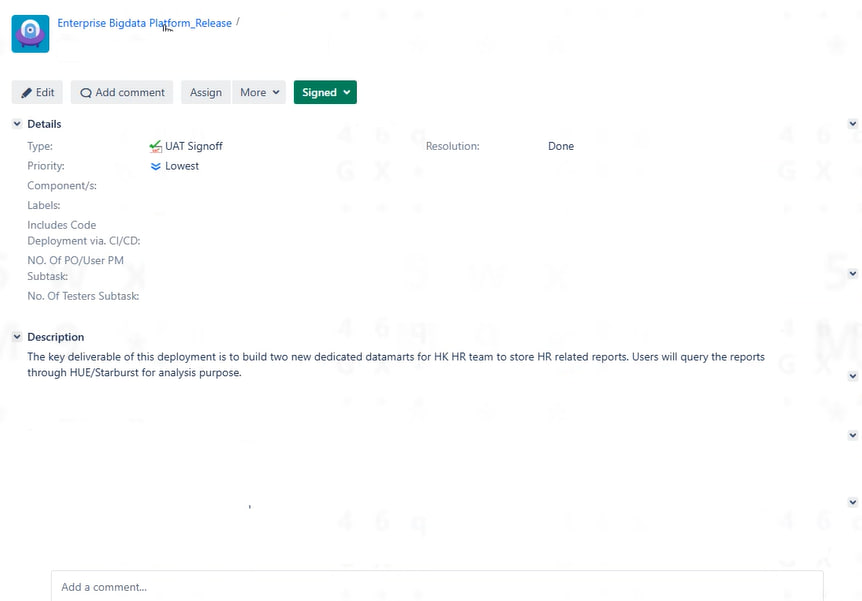 Enterprise Bigdata Platform_Release /
Edit Add comment Assign More Signed
Details
Type: UAT Signoff Resolution: Done
Priority: Lowest
Component/s:
Labels:
Includes Code
Deployment via. CI/CD:
NO. Of PO/User PM
Subtask:
No. Of Testers Subtask:
Description
The key deliverable of this deployment is to build two new dedicated datamarts for HK HR team to store HR related reports. Users will query the reports
through HUE/Starburst for analysis purpose.
Add a comment...